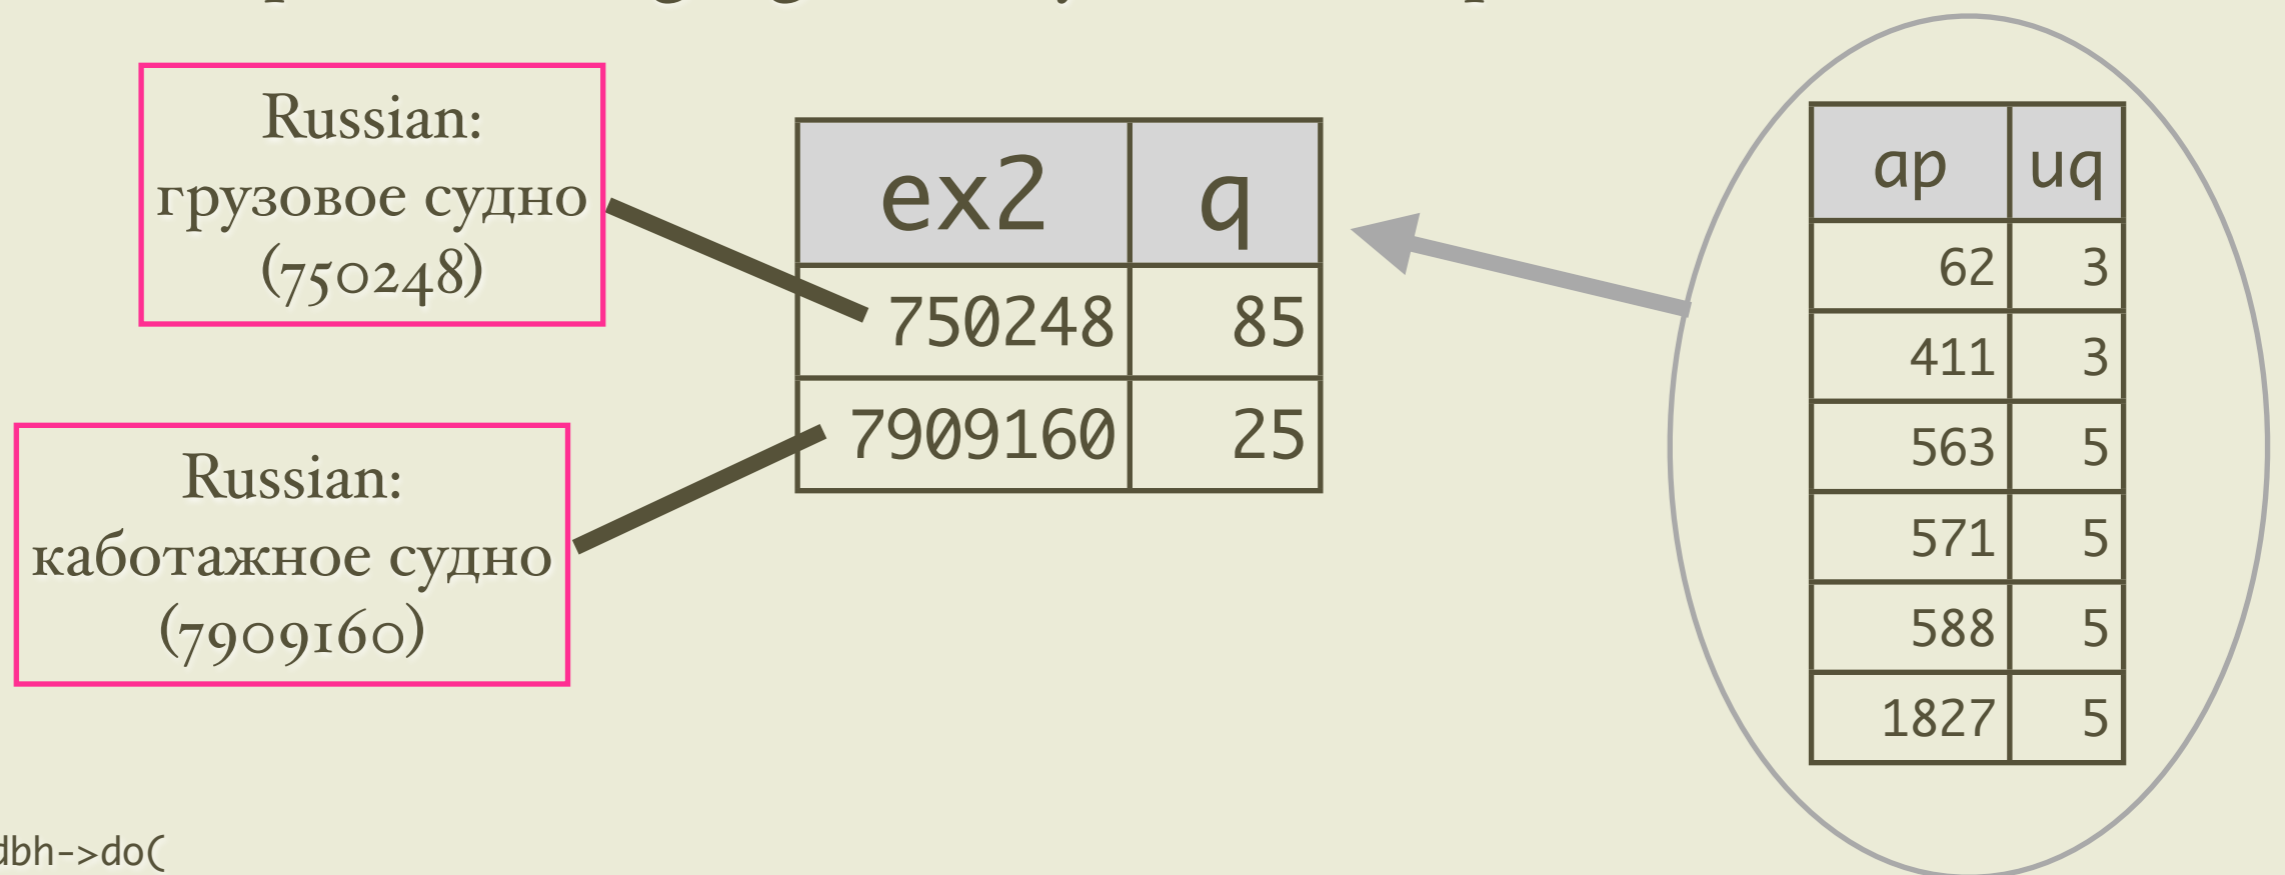 Russian:
грузовое судно
(750248)
Russian:
каботажное судно
(7909160)
ex2 q
750248 85
7909160 25
ap uq
62 3
411 3
563 5
571 5
588 5
1827 5
dbh->do(